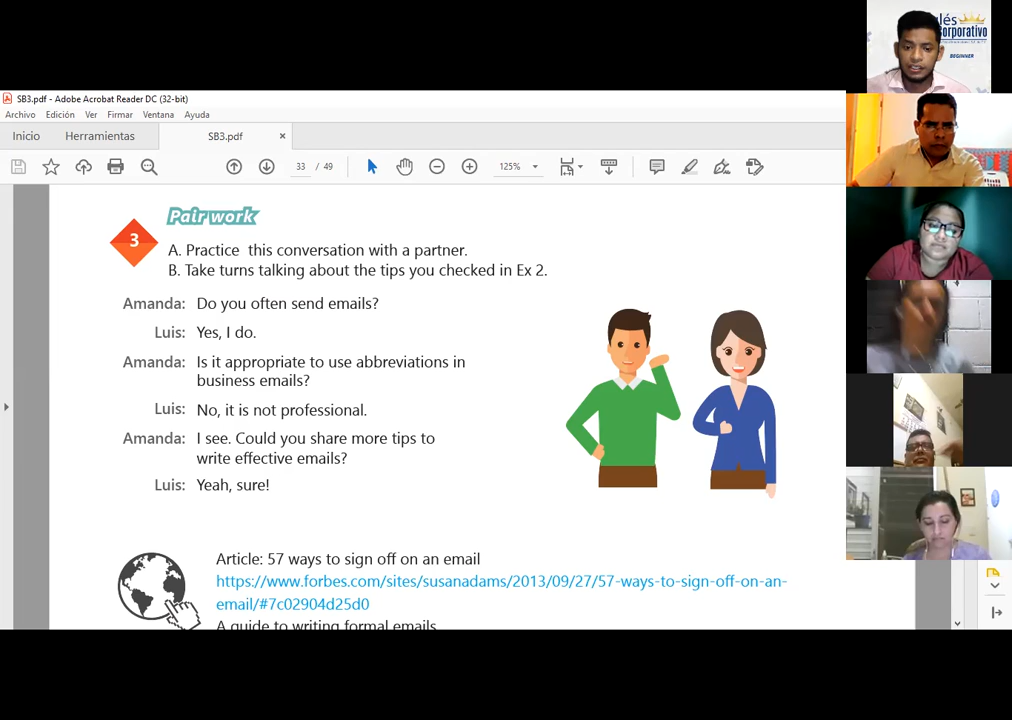 SB3.pdf - Adobe Acrobat Reader DC (32-bit)
Archivo Edición Ver Firmar Ventana Ayuda
Inicio Herramientas SB3.pdf ×
33 / 49 125%
Pair work
3
A. Practice this conversation with a partner.
B. Take turns talking about the tips you checked in Ex 2.
Amanda: Do you often send emails?
Luis: Yes, I do.
Amanda: Is it appropriate to use abbreviations in
business emails?
Luis: No, it is not professional.
Amanda: I see. Could you share more tips to
write effective emails?
Luis: Yeah, sure!
Article: 57 ways to sign off on an email
https://www.forbes.com/sites/susanadams/2013/09/27/57-ways-to-sign-off-on-an-
email/#7c02904d25d0
A guide to writing formal emails
BEGINNER